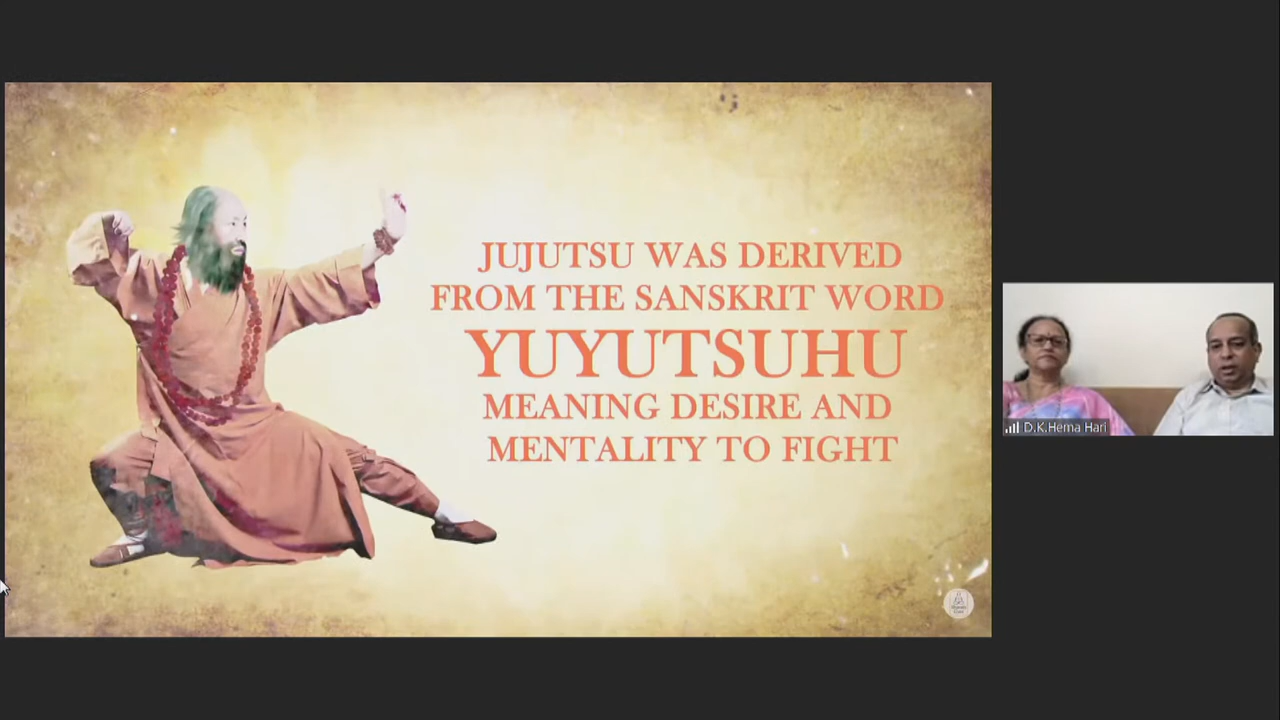 JUJUTSU WAS DERIVED
FROM THE SANSKRIT WORD
YUYUTSUHU
MEANING DESIRE AND
MENTALITY TO FIGHT
D.K.Hema Hari